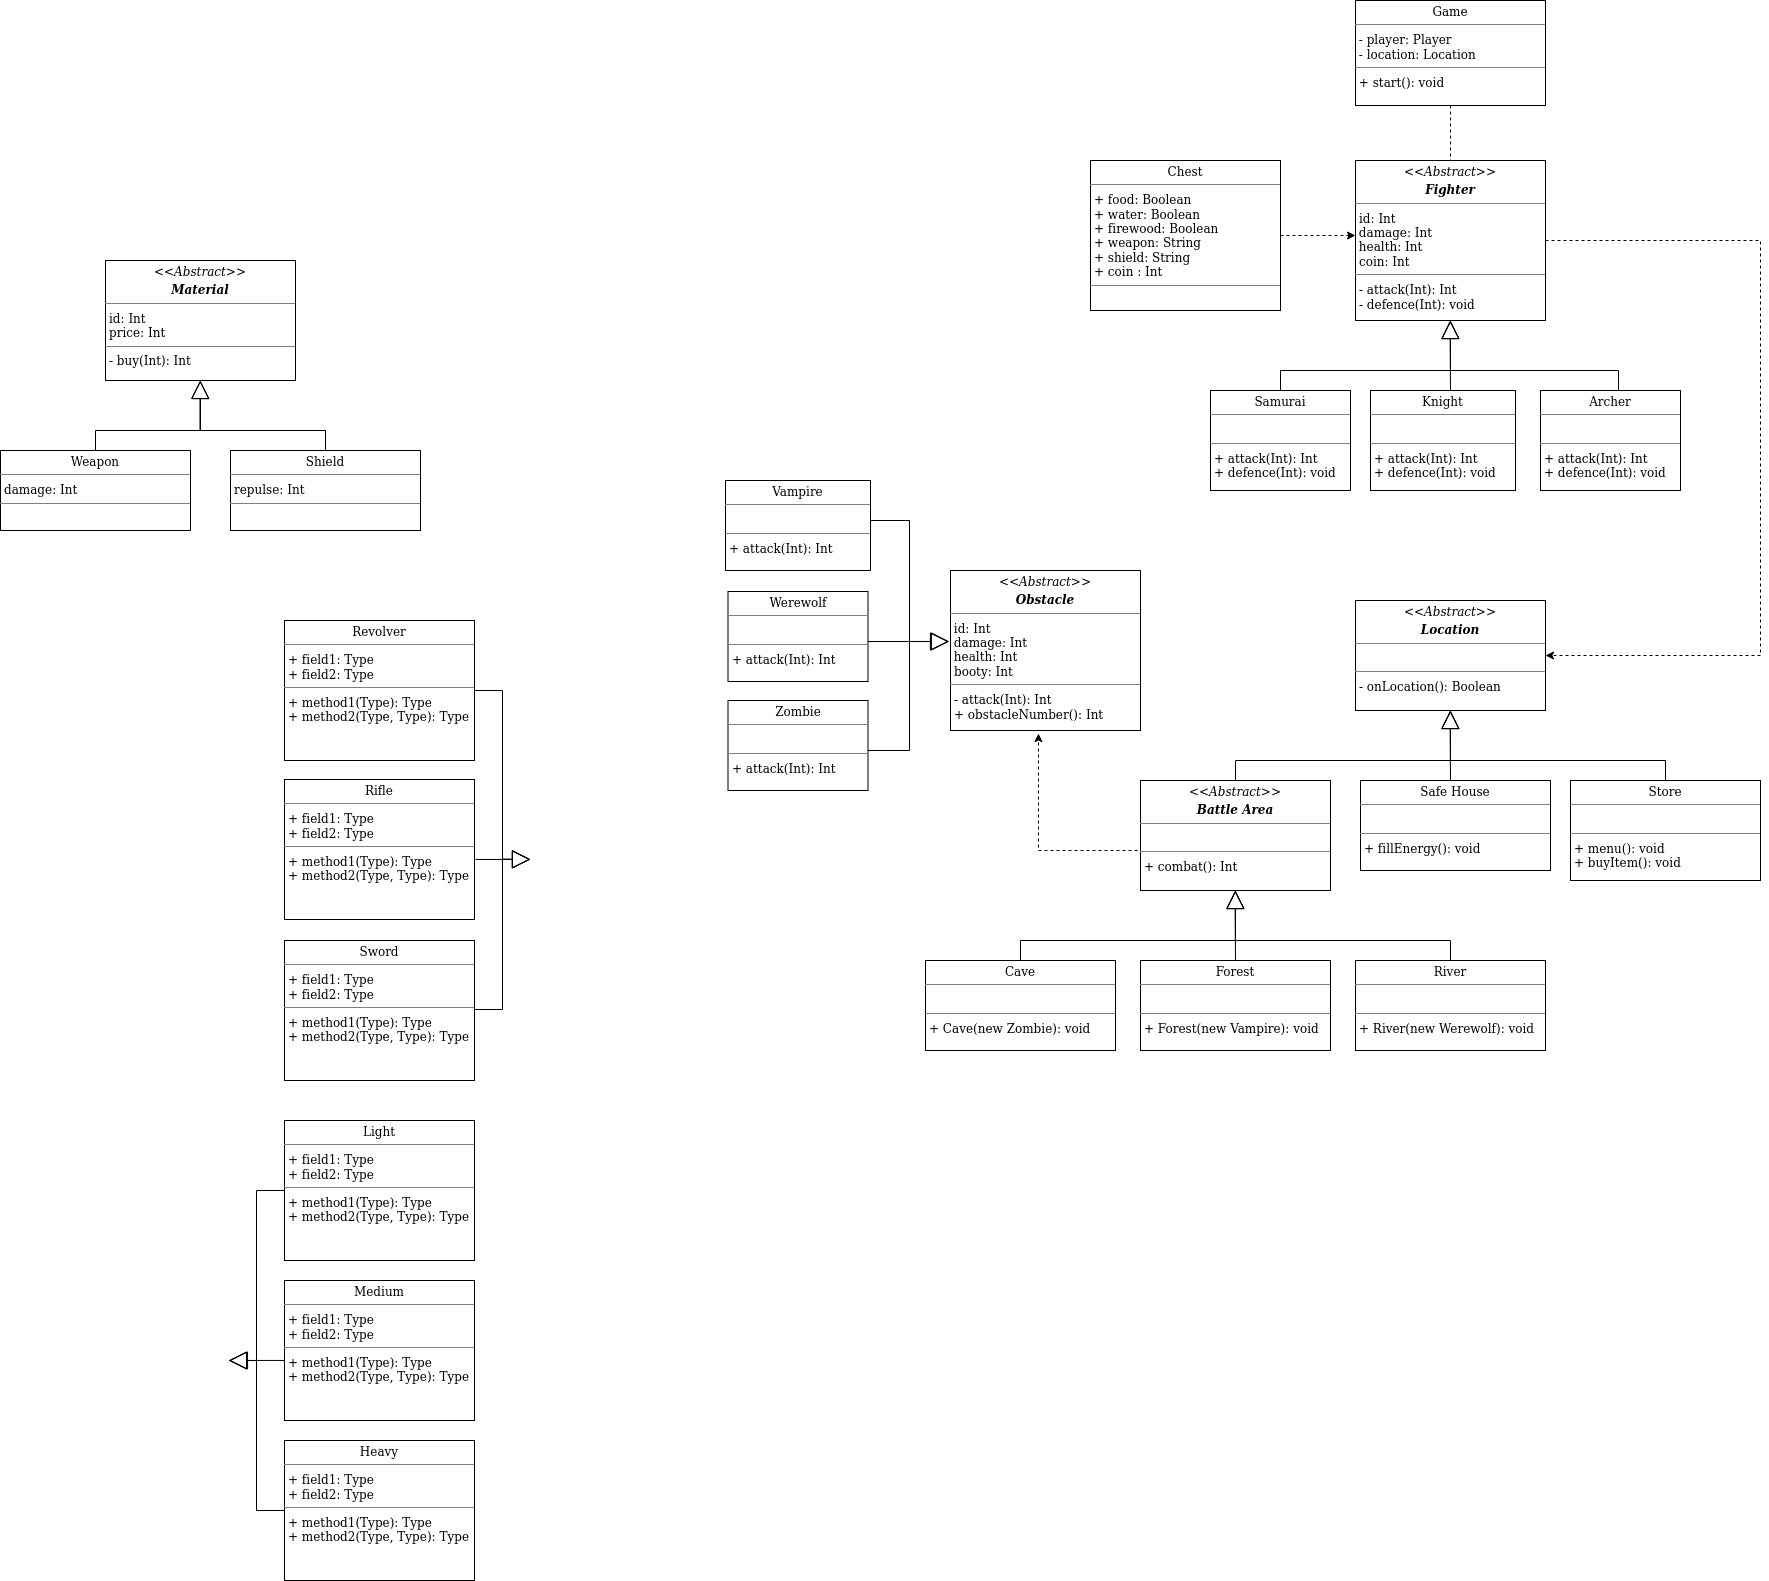 Game
- player: Player
- location: Location
+ start(): void
Chest
+ food: Boolean
+ water: Boolean
+ firewood: Boolean
+ weapon: String
+ shield: String
+ coin : Int
<<Abstract>>
Fighter
id: Int
damage: Int
health: Int
coin: Int
- attack(Int): Int
- defence(Int): void
<<Abstract>>
Material
id: Int
price: Int
- buy(Int): Int
Samurai
+ attack(Int): Int
+ defence(Int): void
Knight
+ attack(Int): Int
+ defence(Int): void
Archer
+ attack(Int): Int
+ defence(Int): void
Weapon
damage: Int
Shield
repulse: Int
Vampire
+ attack(Int): Int
Werewolf
+ attack(Int): Int
Zombie
+ attack(Int): Int
<<Abstract>>
Obstacle
id: Int
damage: Int
health: Int
booty: Int
- attack(Int): Int
+ obstacleNumber(): Int
<<Abstract>>
Location
- onLocation(): Boolean
<<Abstract>>
Battle Area
+ combat(): Int
Safe House
+ fillEnergy(): void
Store
+ menu(): void
+ buyItem(): void
Cave
+ Cave(new Zombie): void
Forest
+ Forest(new Vampire): void
River
+ River(new Werewolf): void
Revolver
+ field1: Type
+ field2: Type
+ method1(Type): Type
+ method2(Type, Type): Type
Rifle
+ field1: Type
+ field2: Type
+ method1(Type): Type
+ method2(Type, Type): Type
Sword
+ field1: Type
+ field2: Type
+ method1(Type): Type
+ method2(Type, Type): Type
Light
+ field1: Type
+ field2: Type
+ method1(Type): Type
+ method2(Type, Type): Type
Medium
+ field1: Type
+ field2: Type
+ method1(Type): Type
+ method2(Type, Type): Type
Heavy
+ field1: Type
+ field2: Type
+ method1(Type): Type
+ method2(Type, Type): Type